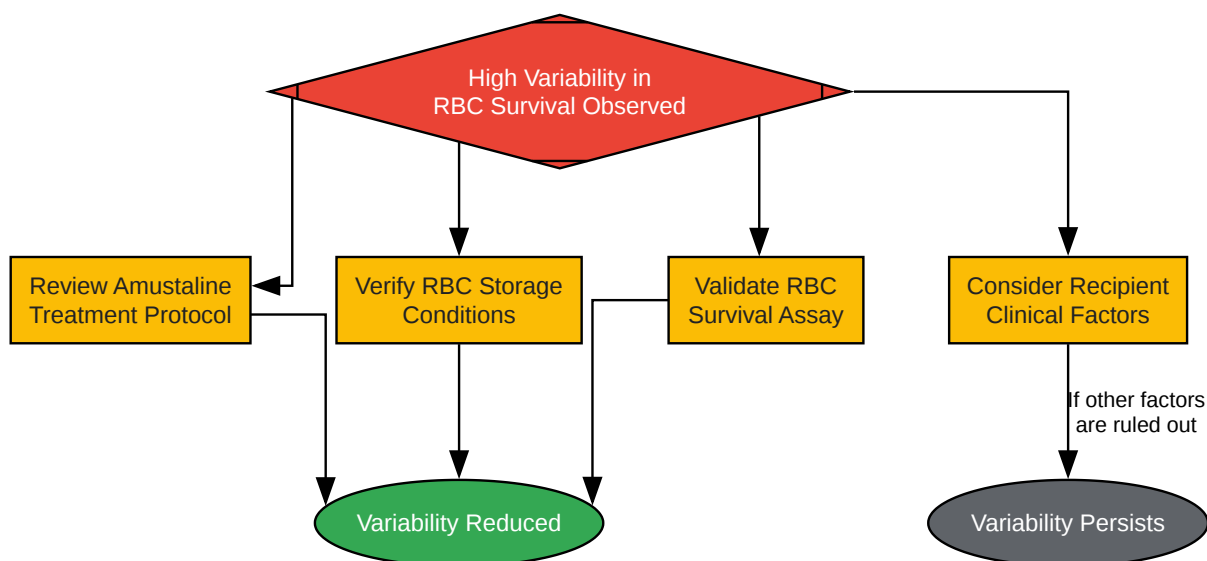 High Variability in
RBC Survival Observed
Review Amustaline
Treatment Protocol
Verify RBC Storage
Conditions
Validate RBC
Survival Assay
Consider Recipient
Clinical Factors
If other factors
are ruled out
Variability Reduced
Variability Persists